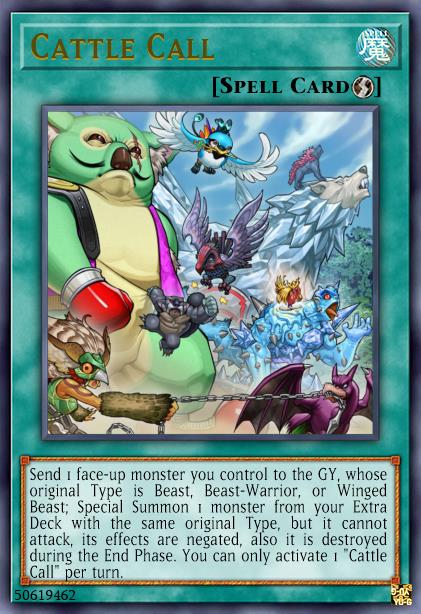 Cattle Call
SPELL
魔
[Spell Card]
Send 1 face-up monster you control to the GY, whose
original Type is Beast, Beast-Warrior, or Winged
Beast; Special Summon 1 monster from your Extra
Deck with the same original Type, but it cannot
attack, its effects are negated, also it is destroyed
during the End Phase. You can only activate 1 "Cattle
Call" per turn.
50619462